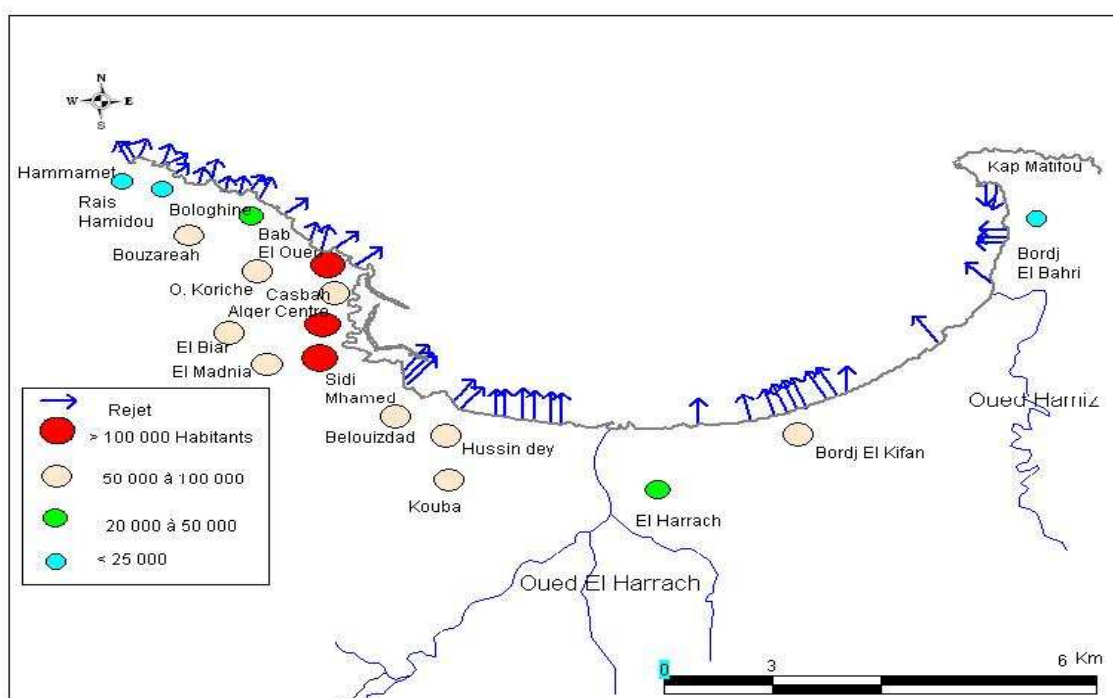 N
W E
S
Hammamet
Rais
Hamidou
Bologhine
Bouzareah
Bab
El Oued
O. Koriche
Casbah
Alger Centre
El Biar
El Madnia
Sidi
Mhamed
Belouizdad
Hussin dey
Kouba
El Harrach
Bordj El Kifan
Kap Matifou
Bordj
El Bahri
Oued Hamiz
Oued El Harrach
Rejet
> 100 000 Habitants
50 000 à 100 000
20 000 à 50 000
< 25 000
0 3 6 Km